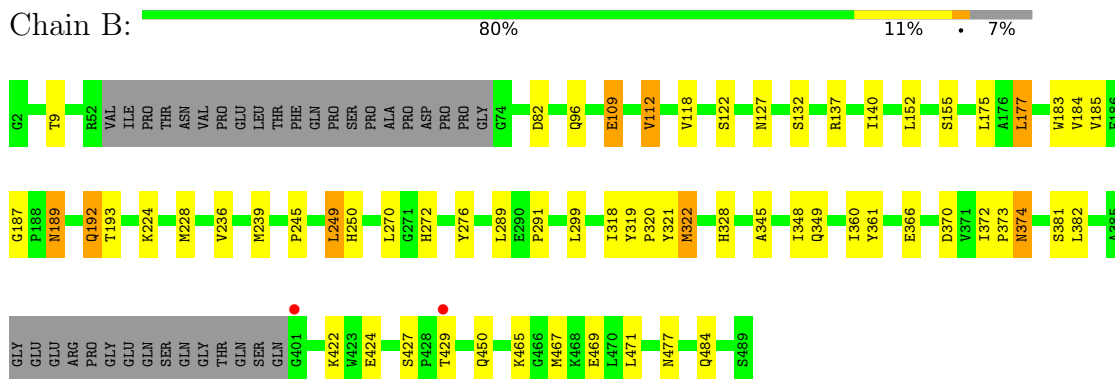 Chain B:
80% 11% • 7%
G2 T9 R52 VAL ILE PRO THR ASN VAL PRO GLU LEU THR PHE GLN PRO SER PRO ALA PRO ASP PRO PRO GLY G74 D82 Q96 E109 V112 V118 S122 N127 S132 R137 I140 L152 S155 L175 A176 L177 W183 V184 V185 E186
G187 P188 N189 Q192 T193 K224 M228 V236 M239 P245 L249 H250 L270 G271 H272 Y276 L289 E290 P291 L299 I318 Y319 P320 Y321 M322 H328 A345 I348 Q349 I360 Y361 E366 D370 V371 I372 P373 N374 S381 L382 A385
GLY GLU GLU ARG PRO GLY GLU GLN SER GLN GLY THR GLN SER GLN G401 K422 W423 E424 S427 P428 T429 Q450 K465 G466 M467 K468 E469 L470 L471 N477 Q484 S489